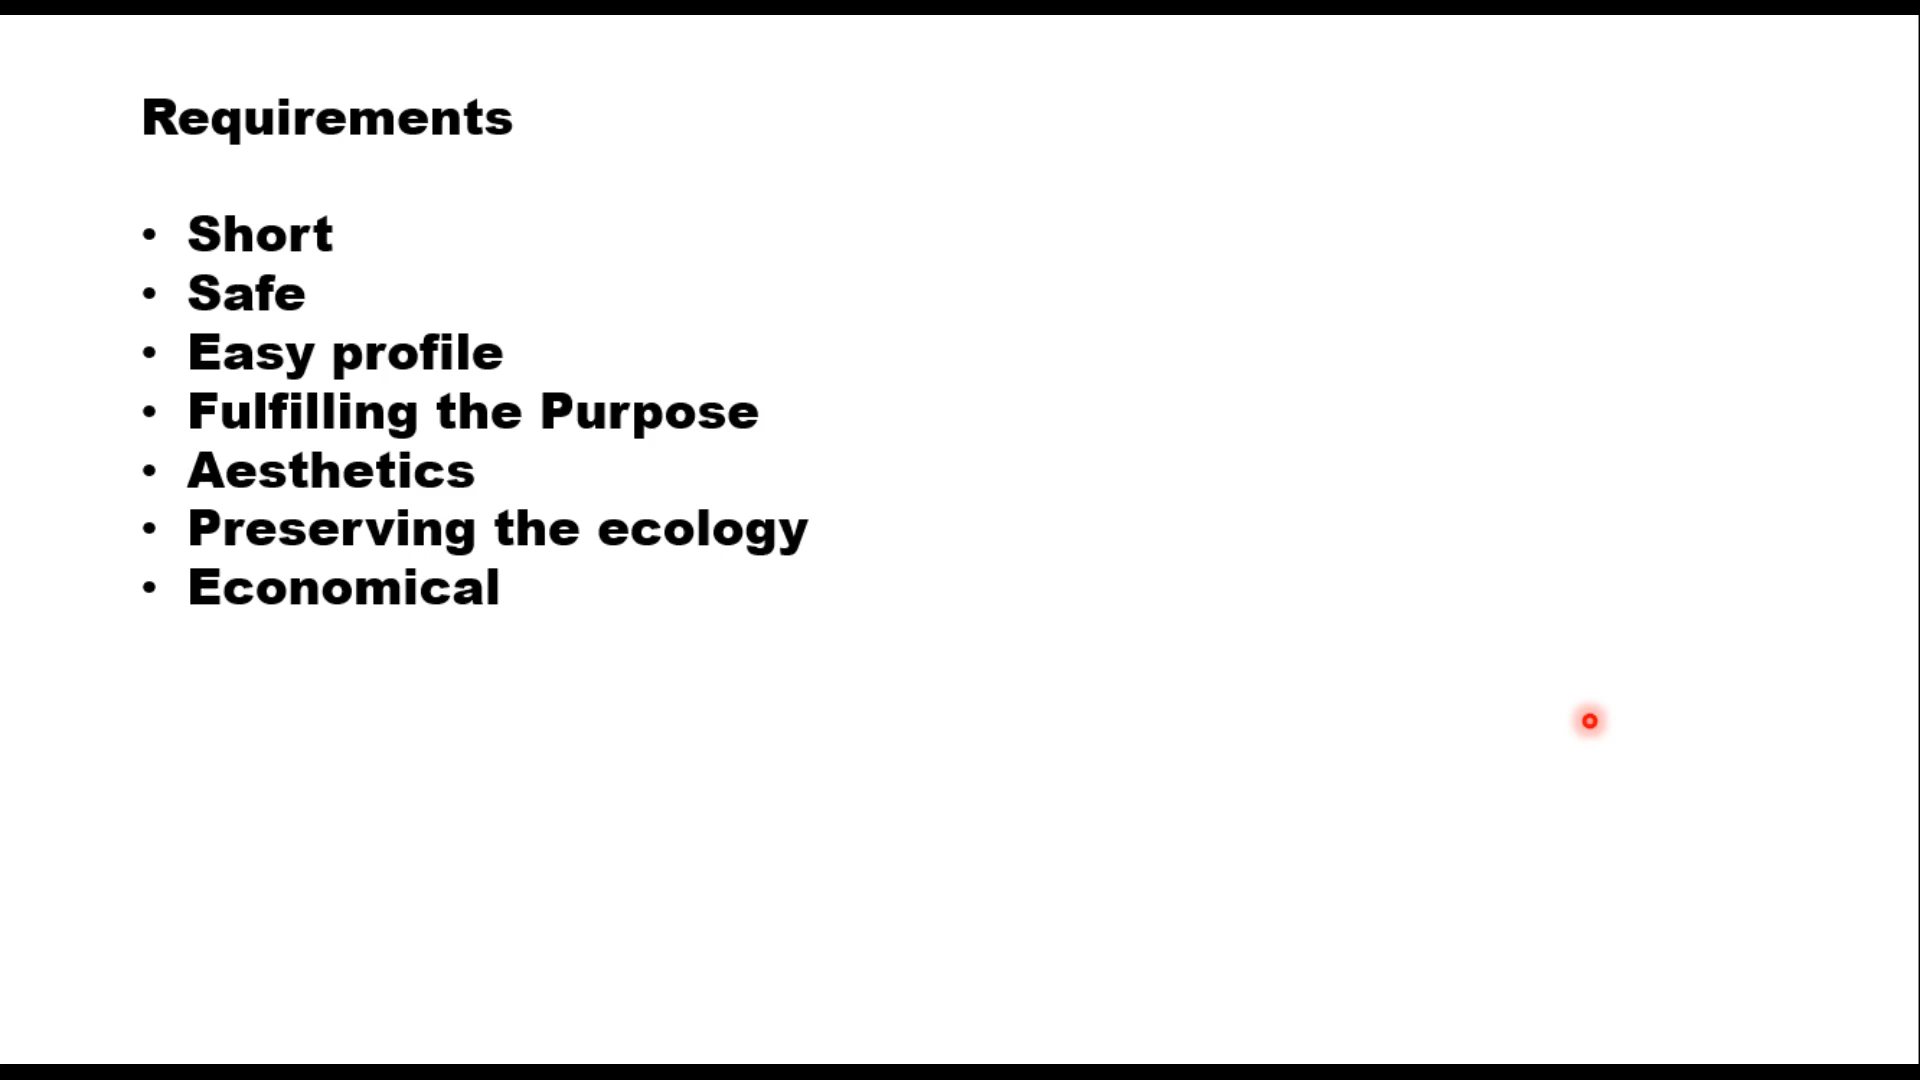 Requirements
• Short
• Safe
• Easy profile
• Fulfilling the Purpose
• Aesthetics
• Preserving the ecology
• Economical